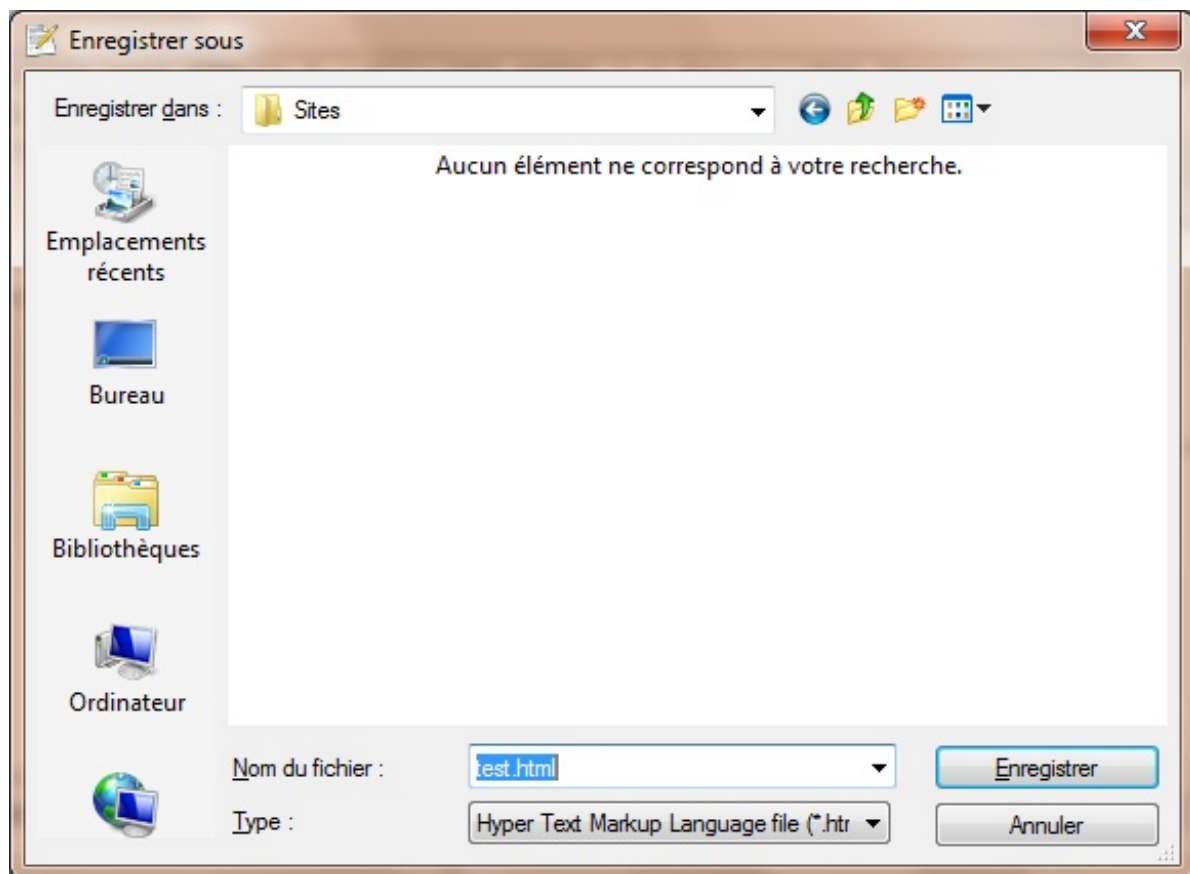 Enregistrer sous
Enregistrer dans :
Sites
Aucun élément ne correspond à votre recherche.
Emplacements
récents
Bureau
Bibliothèques
Ordinateur
Nom du fichier :
test.html
Enregistrer
Type :
Hyper Text Markup Language file (*.htr
Annuler